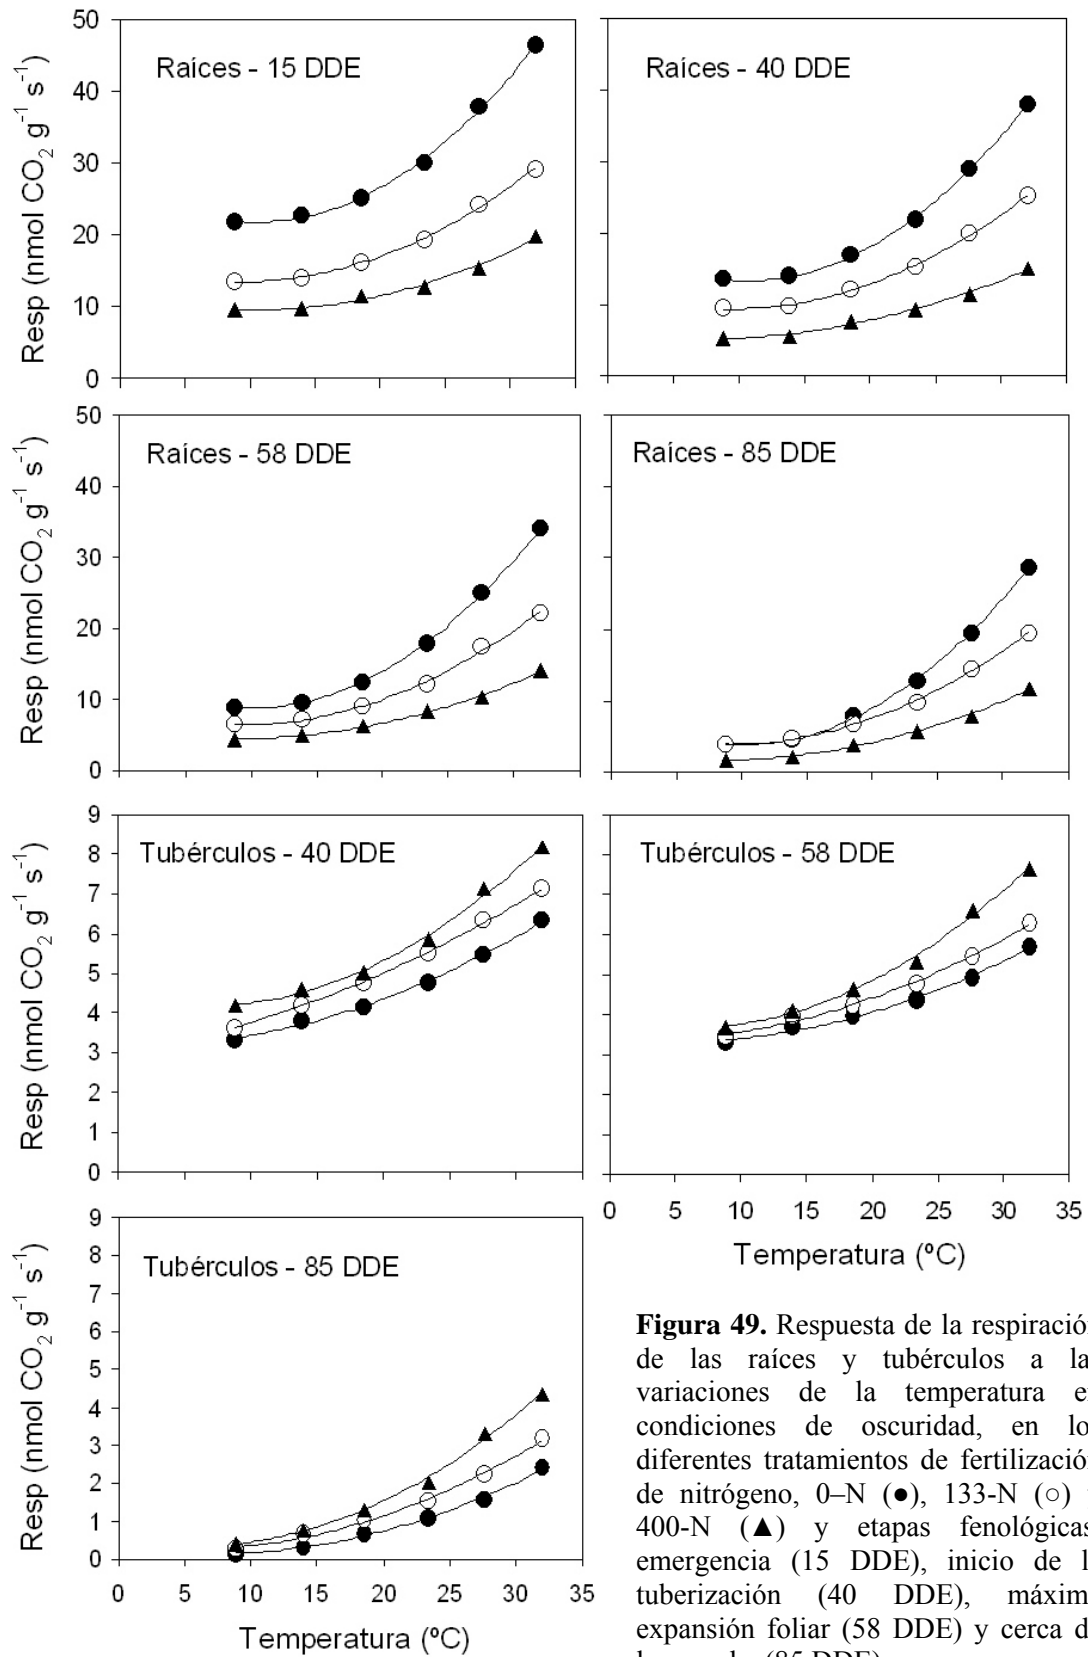 50
40
30
20
10
0
Resp (nmol CO₂ g⁻¹ s⁻¹)
Raíces - 15 DDE
Raíces - 40 DDE
50
40
30
20
10
0
Resp (nmol CO₂ g⁻¹ s⁻¹)
Raíces - 58 DDE
Raíces - 85 DDE
9
8
7
6
5
4
3
2
1
0
Resp (nmol CO₂ g⁻¹ s⁻¹)
Tubérculos - 40 DDE
Tubérculos - 58 DDE
0 5 10 15 20 25 30 35
Temperatura (ºC)
9
8
7
6
5
4
3
2
1
0
Resp (nmol CO₂ g⁻¹ s⁻¹)
Tubérculos - 85 DDE
0 5 10 15 20 25 30 35
Temperatura (ºC)
Figura 49. Respuesta de la respiración
de las raíces y tubérculos a la
variaciones de la temperatura e
condiciones de oscuridad, en lo
diferentes tratamientos de fertilización
de nitrógeno, 0–N (●), 133-N (○)
400-N (▲) y etapas fenológicas
emergencia (15 DDE), inicio de l
tuberización (40 DDE), máxim
expansión foliar (58 DDE) y cerca d
(85 DDE)